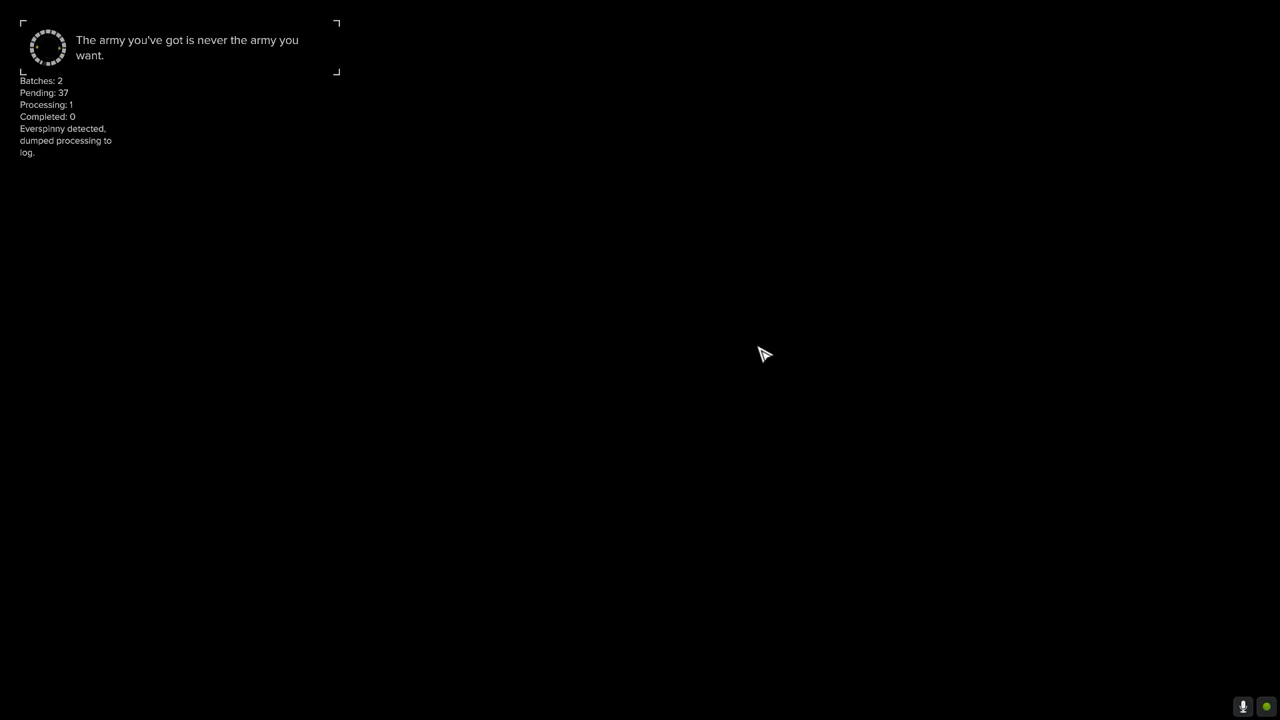 The army you've got is never the army you
want.
Batches: 2
Pending: 37
Processing: 1
Completed: 0
Everspinny detected,
dumped processing to
log.